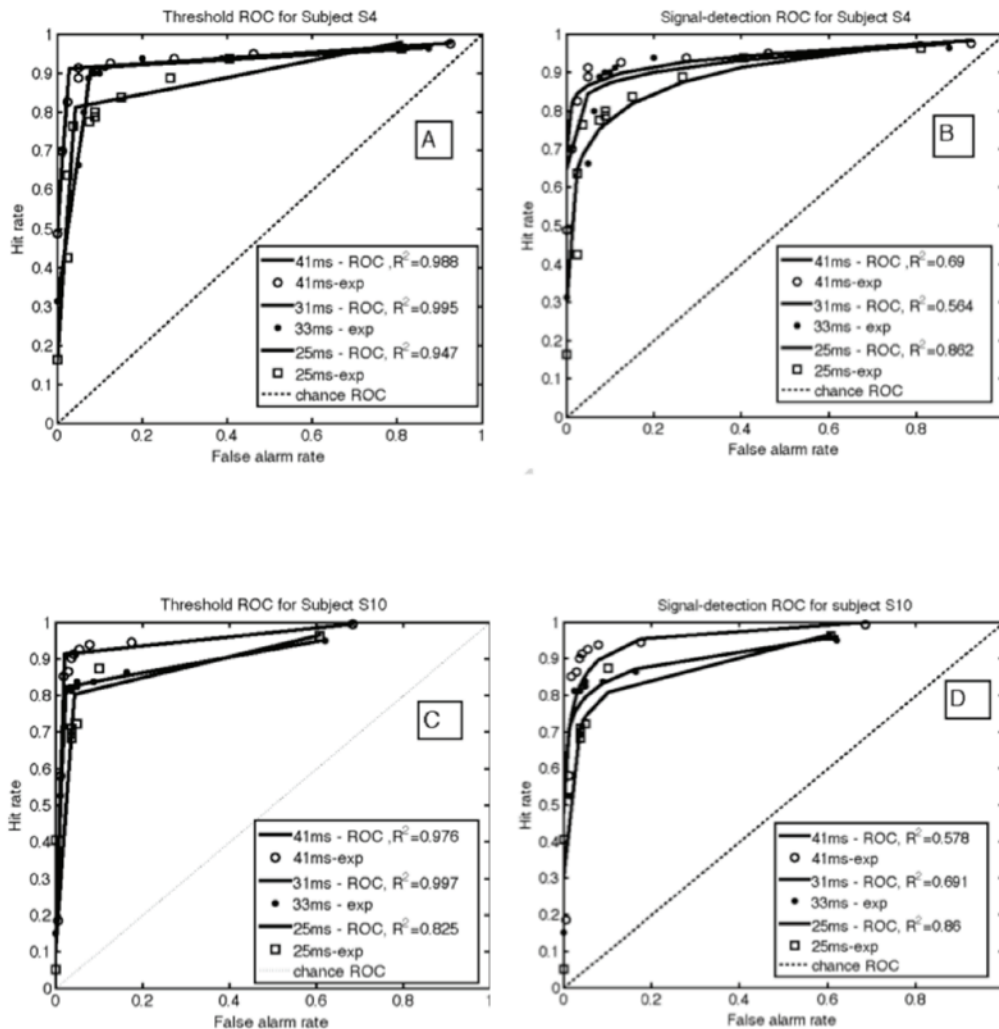 Threshold ROC for Subject S4
A
Hit rate
1
0.9
0.8
0.7
0.6
0.5
0.4
0.3
0.2
0.1
0
41ms - ROC ,R²=0.988
41ms-exp
31ms - ROC, R²=0.995
33ms - exp
25ms - ROC, R²=0.947
25ms-exp
chance ROC
0 0.2 0.4 0.6 0.8 1
False alarm rate
Signal-detection ROC for Subject S4
B
Hit rate
1
0.9
0.8
0.7
0.6
0.5
0.4
0.3
0.2
0.1
0
41ms - ROC ,R²=0.69
41ms-exp
31ms - ROC, R²=0.564
33ms - exp
25ms - ROC, R²=0.862
25ms-exp
chance ROC
0 0.2 0.4 0.6 0.8
False alarm rate
Threshold ROC for Subject S10
C
Hit rate
1
0.9
0.8
0.7
0.6
0.5
0.4
0.3
0.2
0.1
0
41ms - ROC ,R²=0.976
41ms-exp
31ms - ROC, R²=0.997
33ms - exp
25ms - ROC, R²=0.825
25ms-exp
chance ROC
0 0.2 0.4 0.6 0.8 1
False alarm rate
Signal-detection ROC for subject S10
D
Hit rate
1
0.9
0.8
0.7
0.6
0.5
0.4
0.3
0.2
0.1
0
41ms - ROC, R²=0.578
41ms-exp
31ms - ROC, R²=0.691
33ms - exp
25ms - ROC, R²=0.86
25ms-exp
chance ROC
0 0.2 0.4 0.6 0.8
False alarm rate